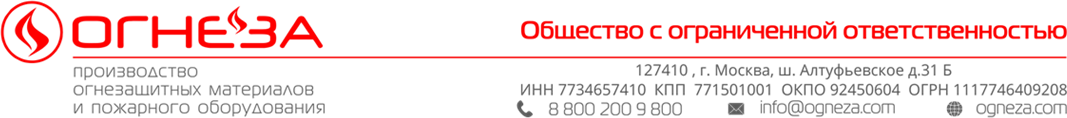 ОГНЕЗА
Общество с ограниченной ответственностью
производство
огнезащитных материалов
и пожарного оборудования
127410 , г. Москва, ш. Алтуфьевское д.31 Б
ИНН 7734657410 КПП 771501001 ОКПО 92450604 ОГРН 1117746409208
8 800 200 9 800 info@ogneza.com ogneza.com